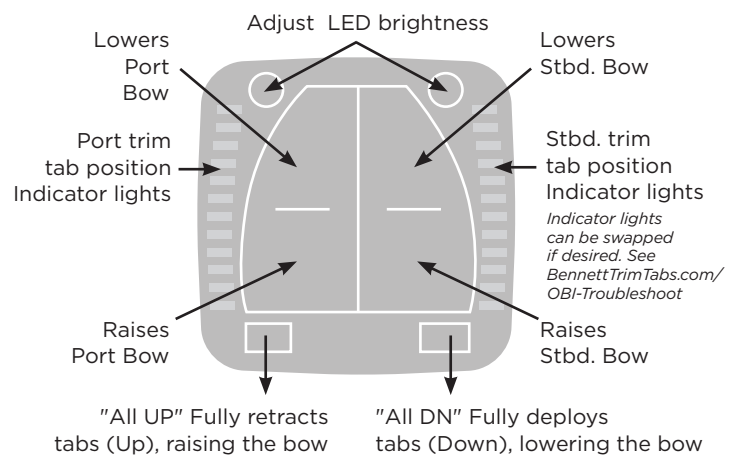 Adjust LED brightness
Lowers
Port
Bow
Lowers
Stbd. Bow
Port trim
tab position
Indicator lights
Stbd. trim
tab position
Indicator lights
Indicator lights
can be swapped
if desired. See
BennettTrimTabs.com/
OBI-Troubleshoot
Raises
Port Bow
Raises
Stbd. Bow
"All UP" Fully retracts
tabs (Up), raising the bow
"All DN" Fully deploys
tabs (Down), lowering the bow